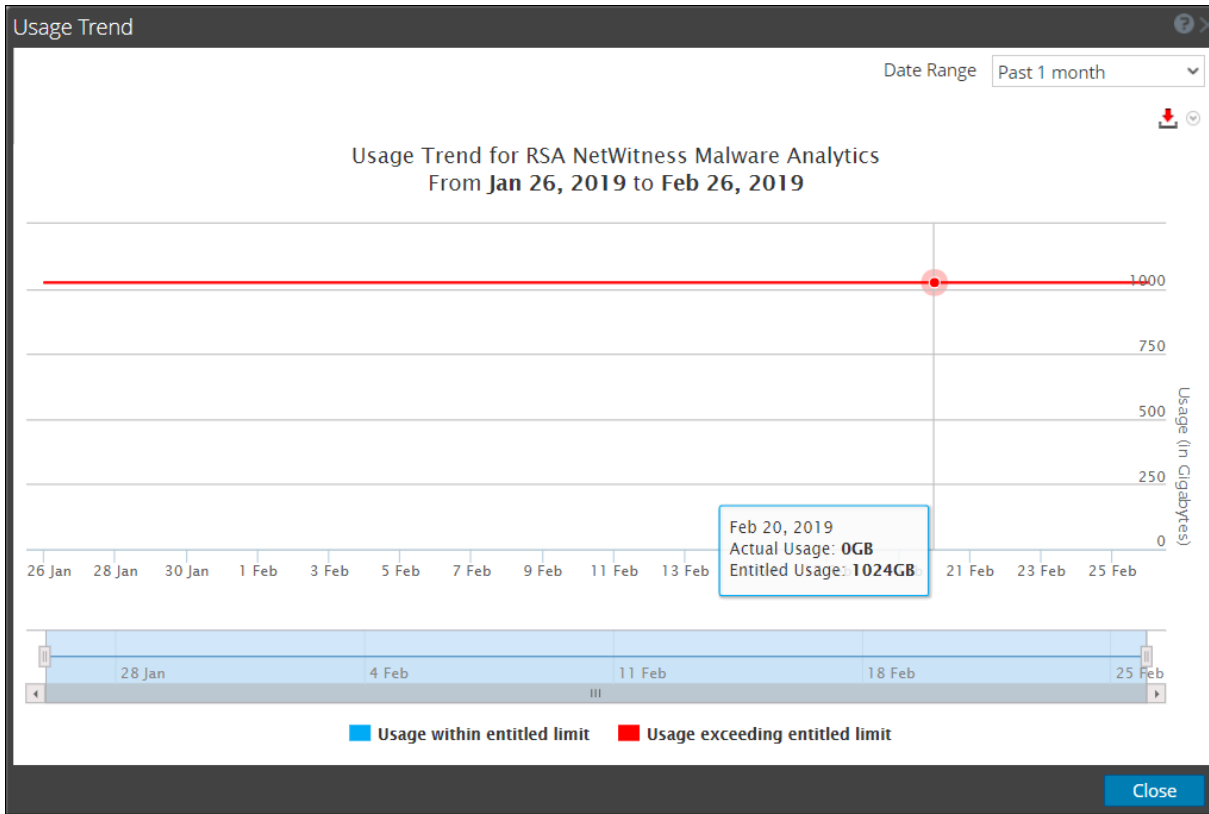 Usage Trend
Date Range Past 1 month
Usage Trend for RSA NetWitness Malware Analytics
From Jan 26, 2019 to Feb 26, 2019
1000
750
500
250
0
Usage (in Gigabytes)
Feb 20, 2019
Actual Usage: 0GB
Entitled Usage: 1024GB
26 Jan 28 Jan 30 Jan 1 Feb 3 Feb 5 Feb 7 Feb 9 Feb 11 Feb 13 Feb 21 Feb 23 Feb 25 Feb
28 Jan 4 Feb 11 Feb 18 Feb 25 Feb
Usage within entitled limit Usage exceeding entitled limit
Close